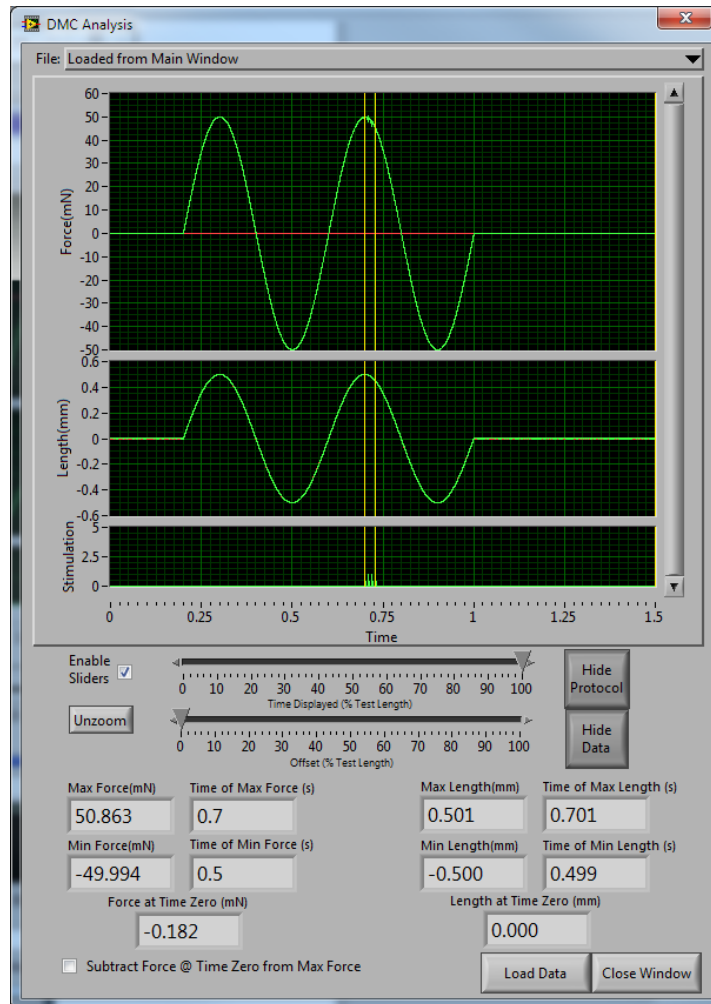 DMC Analysis
File: Loaded from Main Window
60
50
40
30
20
10
0
-10
-20
-30
-40
-50
Force(mN)
0.6
0.4
0.2
0
-0.2
-0.4
-0.6
Length(mm)
5
2.5
0
Stimulation
0 0.25 0.5 0.75 1 1.25 1.5
Time
Enable
Sliders
0 10 20 30 40 50 60 70 80 90 100
Time Displayed (% Test Length)
Hide
Protocol
Unzoom
0 10 20 30 40 50 60 70 80 90 100
Offset (% Test Length)
Hide
Data
Max Force(mN) Time of Max Force (s) Max Length(mm) Time of Max Length (s)
50.863 0.7 0.501 0.701
Min Force(mN) Time of Min Force (s) Min Length(mm) Time of Min Length (s)
-49.994 0.5 -0.500 0.499
Force at Time Zero (mN) Length at Time Zero (mm)
-0.182 0.000
Subtract Force @ Time Zero from Max Force
Load Data Close Window